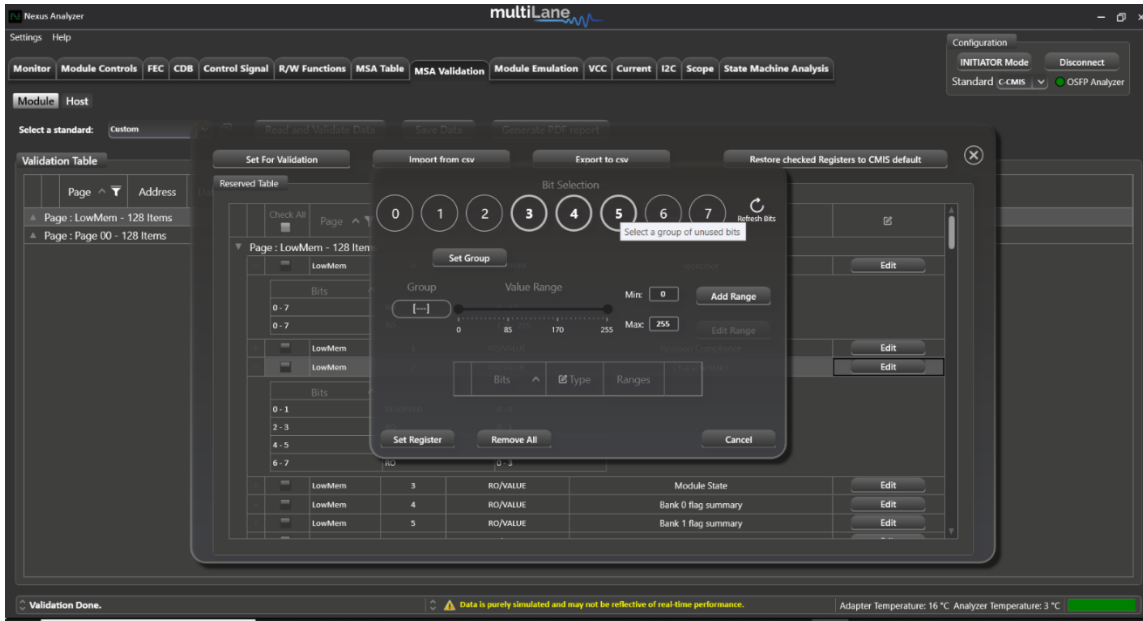 Nexus Analyzer
multiLane
Settings Help
Configuration
INITIATOR Mode Disconnect
Standard C-CMIS OSFP Analyzer
Monitor Module Controls FEC CDB Control Signal R/W Functions MSA Table MSA Validation Module Emulation VCC Current I2C Scope State Machine Analysis
Module Host
Select a standard: Custom Read and Validate Data Save Data Generate PDF report
Validation Table
Page Address
Page : LowMem - 128 Items
Page : Page 00 - 128 Items
Set For Validation Import from csv Export to csv Restore checked Registers to CMIS default
Reserved Table
Check All Page
Page : LowMem - 128 Item
LowMem Edit
Bits
0 - 7
0 - 7
LowMem Edit
LowMem Edit
Bits
0 - 1
2 - 3
4 - 5
6 - 7 RO 0 - 3
LowMem 3 RO/VALUE Module State Edit
LowMem 4 RO/VALUE Bank 0 flag summary Edit
LowMem 5 RO/VALUE Bank 1 flag summary Edit
Bit Selection
0 1 2 3 4 5 6 7 Refresh Bits
Select a group of unused bits
Set Group
Group Value Range Min: 0 Add Range
[---]
0 85 170 255 Max: 255 Edit Range
Bits Type Ranges
Set Register Remove All Cancel
Validation Done. Data is purely simulated and may not be reflective of real-time performance. Adapter Temperature: 16 °C Analyzer Temperature: 3 °C